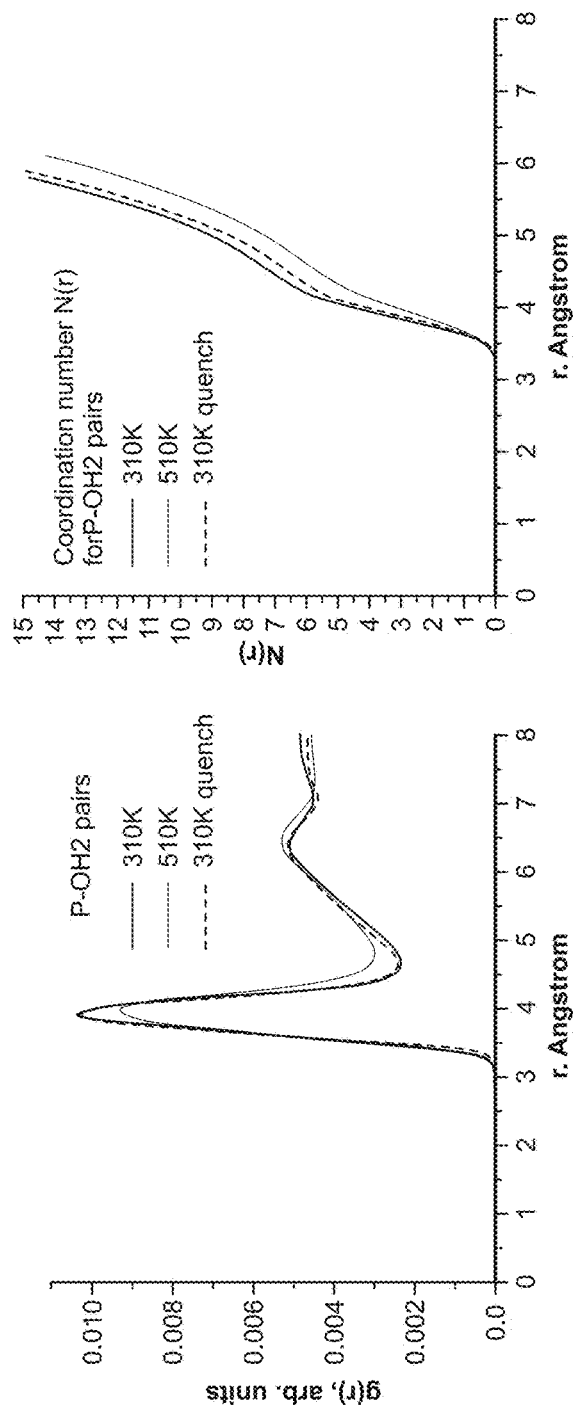 P-OH2 pairs
310K
510K
310K quench
g(r), arb. units
0.010
0.008
0.006
0.004
0.002
0.0
0 1 2 3 4 5 6 7 8
r. Angstrom
Coordination number N(r)
forP-OH2 pairs
310K
510K
310K quench
N(r)
15
14
13
12
11
10
9
8
7
6
5
4
3
2
1
0
0 1 2 3 4 5 6 7 8
r. Angstrom